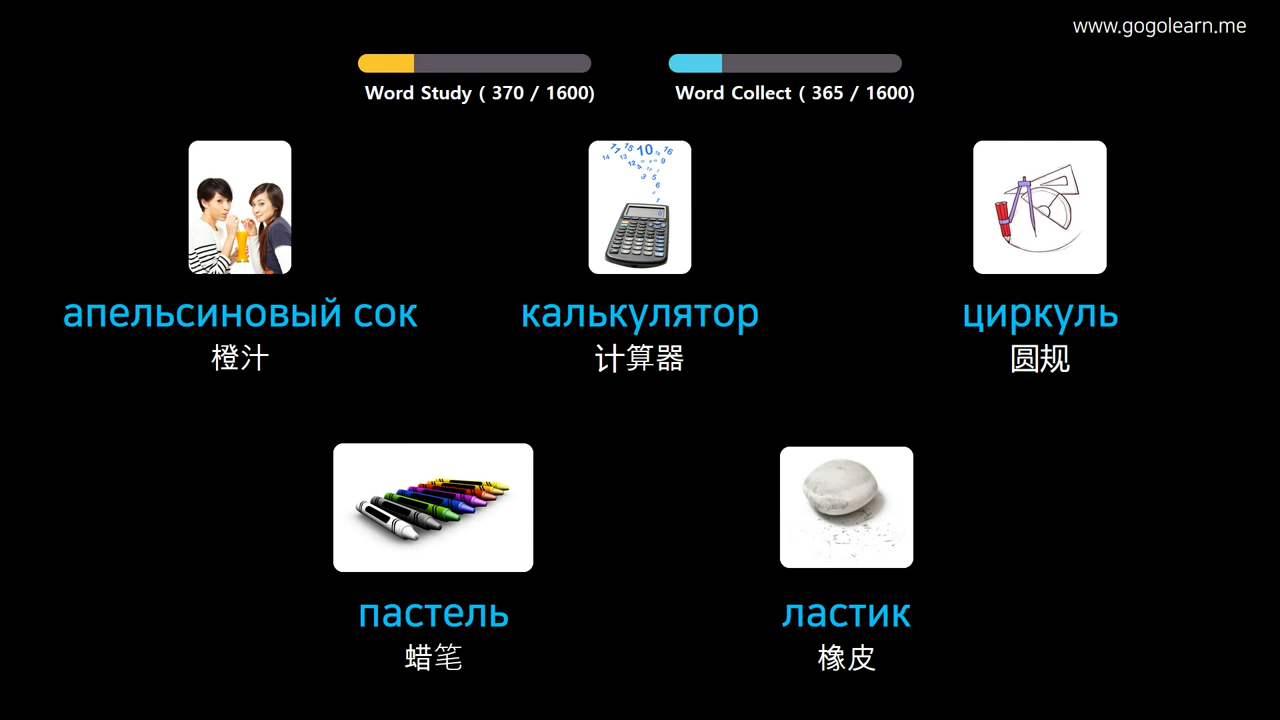 www.gogolearn.me
Word Study ( 370 / 1600)
Word Collect ( 365 / 1600)
апельсиновый сок
橙汁
калькулятор
计算器
циркуль
圆规
пастель
蜡笔
ластик
橡皮